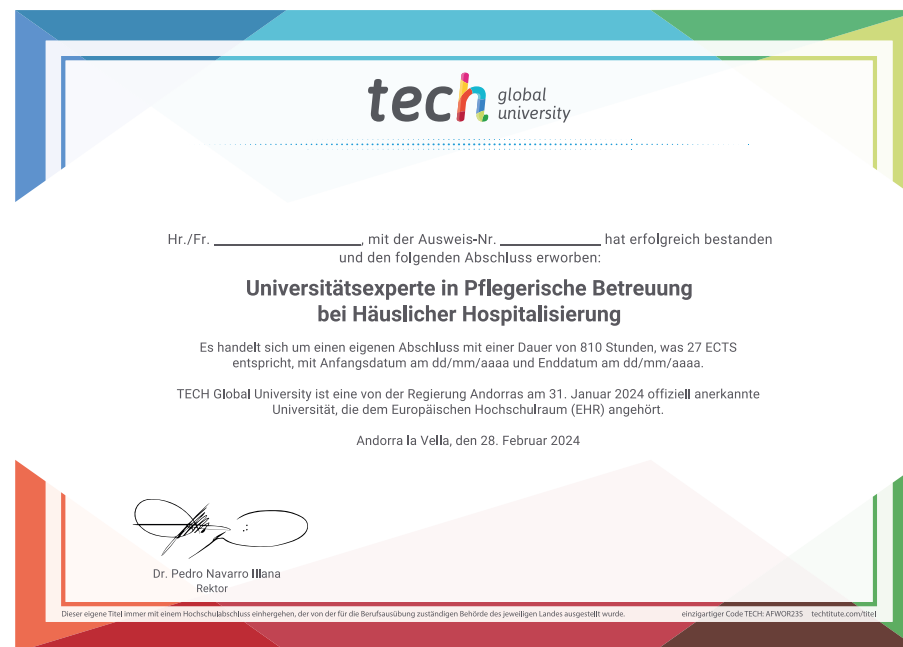 tech global university
Hr./Fr. ____________________, mit der Ausweis-Nr. ______________ hat erfolgreich bestanden
und den folgenden Abschluss erworben:
Universitätsexperte in Pflegerische Betreuung
bei Häuslicher Hospitalisierung
Es handelt sich um einen eigenen Abschluss mit einer Dauer von 810 Stunden, was 27 ECTS
entspricht, mit Anfangsdatum am dd/mm/aaaa und Enddatum am dd/mm/aaaa.
TECH Global University ist eine von der Regierung Andorras am 31. Januar 2024 offiziell anerkannte
Universität, die dem Europäischen Hochschulraum (EHR) angehört.
Andorra la Vella, den 28. Februar 2024
Dr. Pedro Navarro Illana
Rektor
Dieser eigene Titel immer mit einem Hochschulabschluss einhergehen, der von der für die Berufsausübung zuständigen Behörde des jeweiligen Landes ausgestellt wurde. einzigartiger Code TECH: AFWOR23S techtitute.com/titel